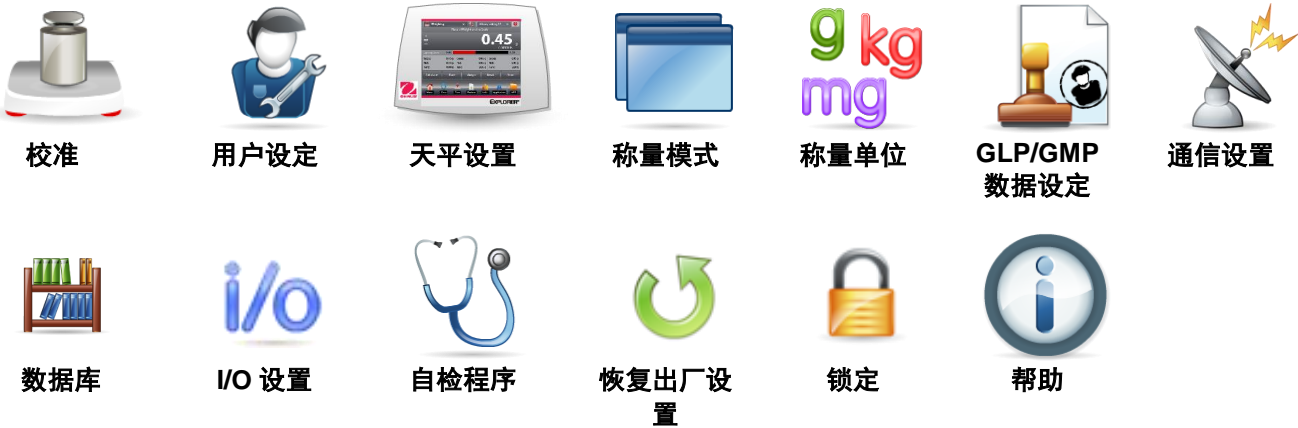 0.45
EXPLORER
g kg
mg
校准
用户设定
天平设置
称量模式
称量单位
GLP/GMP
数据设定
通信设置
i/o
数据库
I/O 设置
自检程序
恢复出厂设
置
锁定
帮助